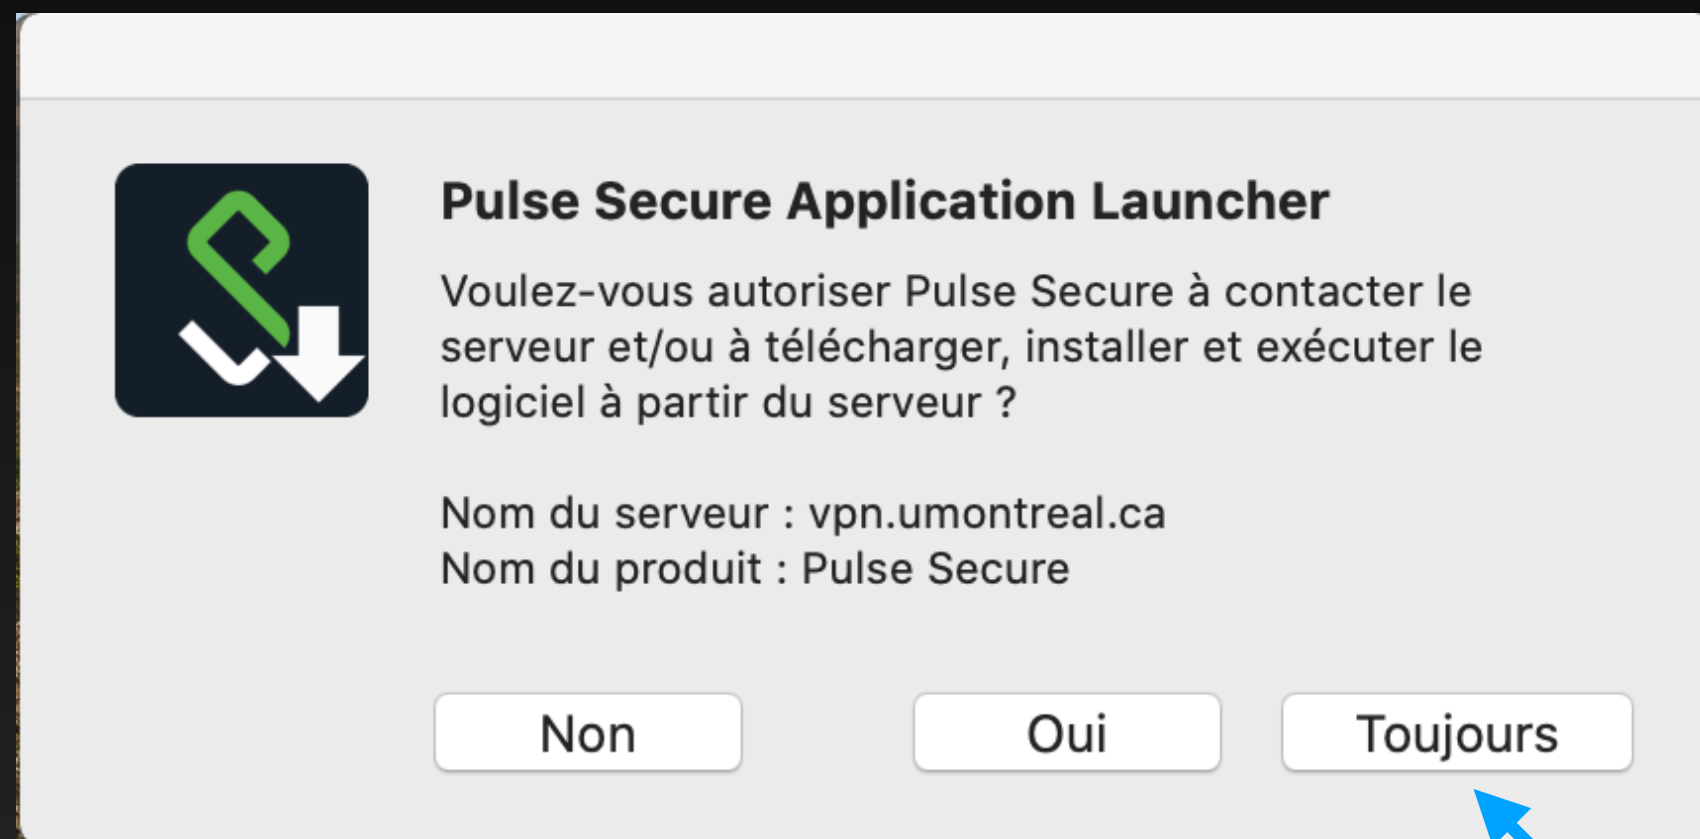 Pulse Secure Application Launcher
Voulez-vous autoriser Pulse Secure à contacter le
serveur et/ou à télécharger, installer et exécuter le
logiciel à partir du serveur ?
Nom du serveur : vpn.umontreal.ca
Nom du produit : Pulse Secure
Non Oui Toujours